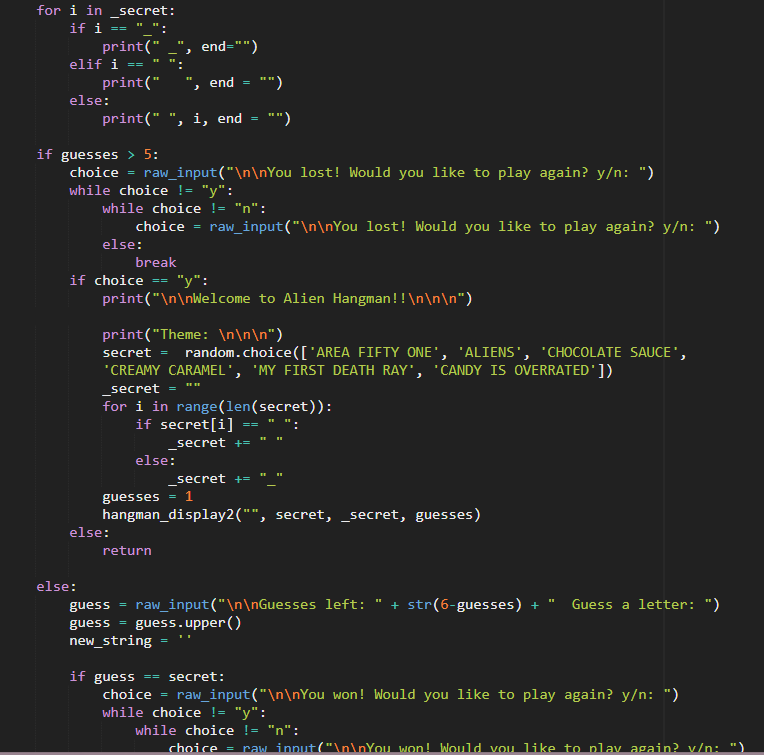 for i in _secret:
    if i == "_":
        print(" _", end="")
    elif i == " ":
        print("   ", end = "")
    else:
        print(" ", i, end = "")

if guesses > 5:
    choice = raw_input("\n\nYou lost! Would you like to play again? y/n: ")
    while choice != "y":
        while choice != "n":
            choice = raw_input("\n\nYou lost! Would you like to play again? y/n: ")
        else:
            break
    if choice == "y":
        print("\n\nWelcome to Alien Hangman!!\n\n\n")

        print("Theme: \n\n\n")
        secret =  random.choice(['AREA FIFTY ONE', 'ALIENS', 'CHOCOLATE SAUCE',
        'CREAMY CARAMEL', 'MY FIRST DEATH RAY', 'CANDY IS OVERRATED'])
        _secret = ""
        for i in range(len(secret)):
            if secret[i] == " ":
                _secret += " "
            else:
                _secret += "_"
        guesses = 1
        hangman_display2("", secret, _secret, guesses)
    else:
        return

else:
    guess = raw_input("\n\nGuesses left: " + str(6-guesses) + "  Guess a letter: ")
    guess = guess.upper()
    new_string = ''

    if guess == secret:
        choice = raw_input("\n\nYou won! Would you like to play again? y/n: ")
        while choice != "y":
            while choice != "n":
                choice = raw_input("\n\nYou won! Would you like to play again? y/n: ")